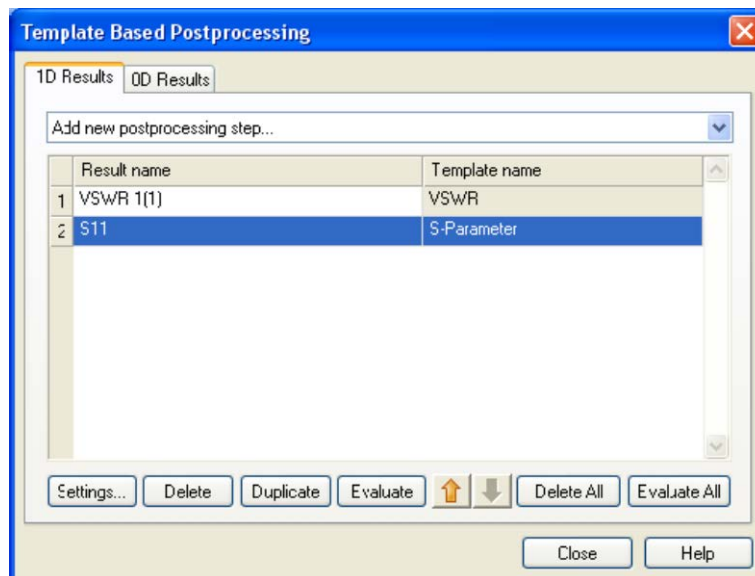 Template Based Postprocessing
1D Results 0D Results
Add new postprocessing step...
Result name Template name
1 VSWR 1(1) VSWR
2 S11 S-Parameter
Settings... Delete Duplicate Evaluate Delete All Evaluate All
Close Help